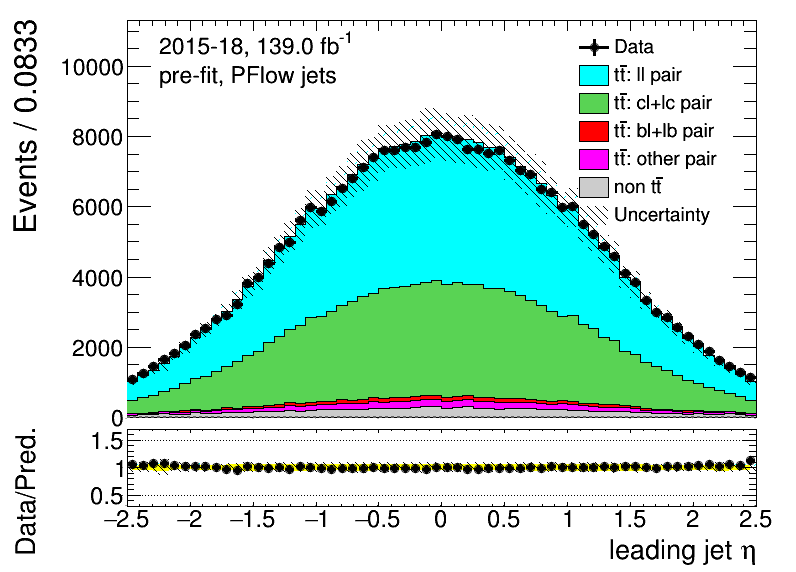 Events / 0.0833
10000
8000
6000
4000
2000
0
2015-18, 139.0 fb-1
pre-fit, PFlow jets
Data
tt̄: ll pair
tt̄: cl+lc pair
tt̄: bl+lb pair
tt̄: other pair
non tt̄
Uncertainty
Data/Pred.
1.5
1
0.5
−2.5 −2 −1.5 −1 −0.5 0 0.5 1 1.5 2 2.5
leading jet η